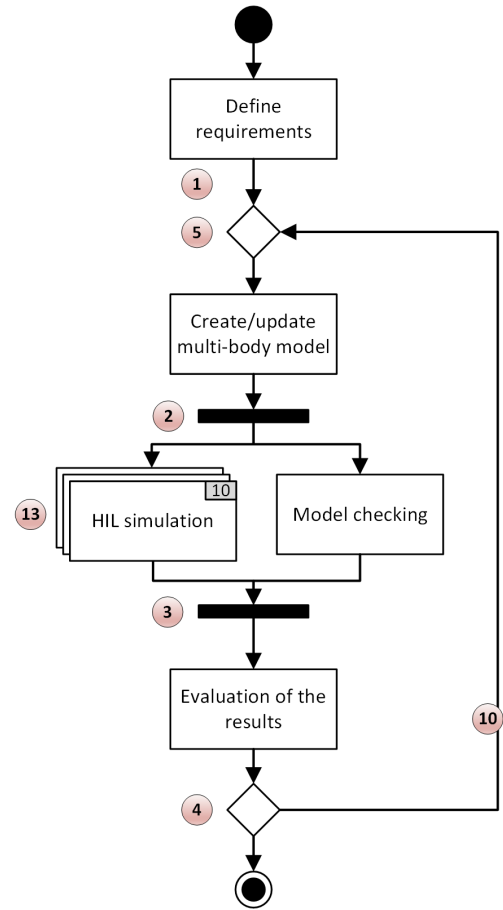 Define
requirements
1
5
Create/update
multi-body model
2
10
13
HIL simulation
Model checking
3
Evaluation of the
results
10
4